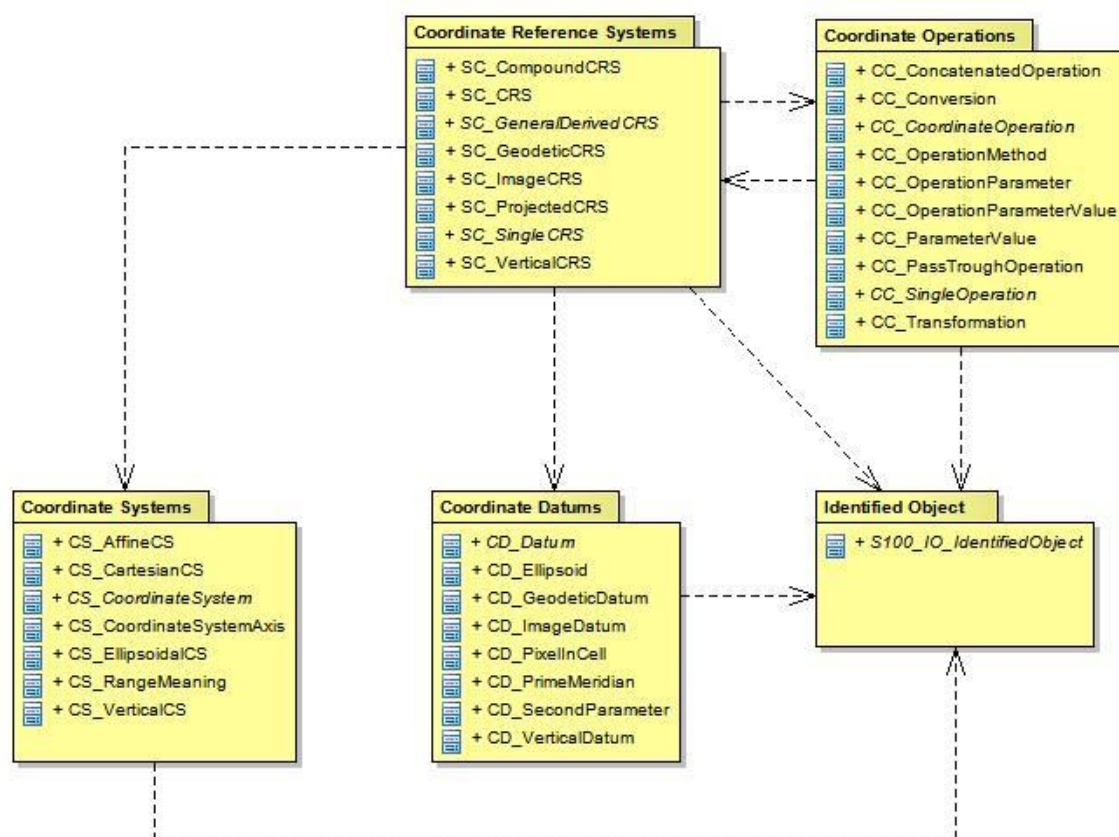 Coordinate Reference Systems
+ SC_CompoundCRS
+ SC_CRS
+ SC_GeneralDerivedCRS
+ SC_GeodeticCRS
+ SC_ImageCRS
+ SC_ProjectedCRS
+ SC_SingleCRS
+ SC_VerticalCRS
Coordinate Operations
+ CC_ConcatenatedOperation
+ CC_Conversion
+ CC_CoordinateOperation
+ CC_OperationMethod
+ CC_OperationParameter
+ CC_OperationParameterValue
+ CC_ParameterValue
+ CC_PassTroughOperation
+ CC_SingleOperation
+ CC_Transformation
Coordinate Systems
+ CS_AffineCS
+ CS_CartesianCS
+ CS_CoordinateSystem
+ CS_CoordinateSystemAxis
+ CS_EllipsoidalCS
+ CS_RangeMeaning
+ CS_VerticalCS
Coordinate Datums
+ CD_Datum
+ CD_Ellipsoid
+ CD_GeodeticDatum
+ CD_ImageDatum
+ CD_PixelInCell
+ CD_PrimeMeridian
+ CD_SecondParameter
+ CD_VerticalDatum
Identified Object
+ S100_IO_IdentifiedObject